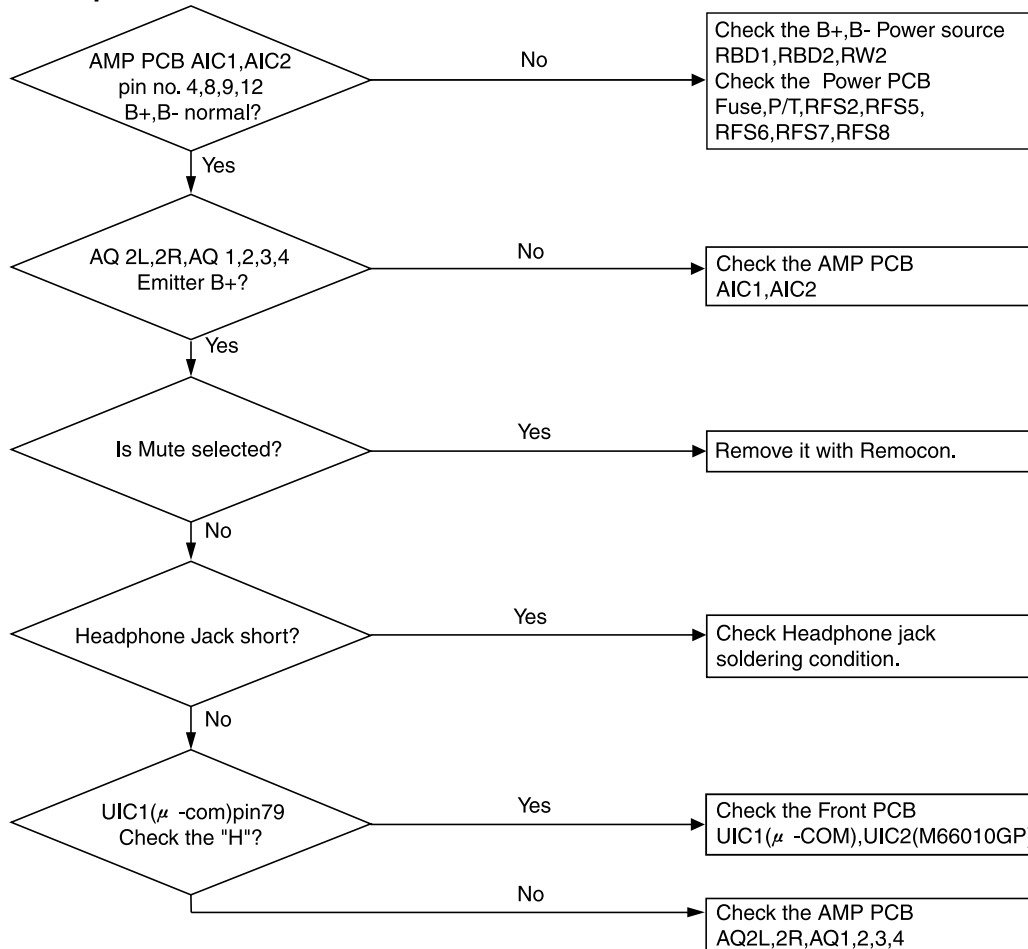 AMP PCB AIC1,AIC2
pin no. 4,8,9,12
B+,B- normal?
No
Check the B+,B- Power source
RBD1,RBD2,RW2
Check the Power PCB
Fuse,P/T,RFS2,RFS5,
RFS6,RFS7,RFS8
Yes
AQ 2L,2R,AQ 1,2,3,4
Emitter B+?
No
Check the AMP PCB
AIC1,AIC2
Yes
Is Mute selected?
Yes
Remove it with Remocon.
No
Headphone Jack short?
Yes
Check Headphone jack
soldering condition.
No
UIC1(μ -com)pin79
Check the "H"?
Yes
Check the Front PCB
UIC1(μ -COM),UIC2(M66010GP)
No
Check the AMP PCB
AQ2L,2R,AQ1,2,3,4